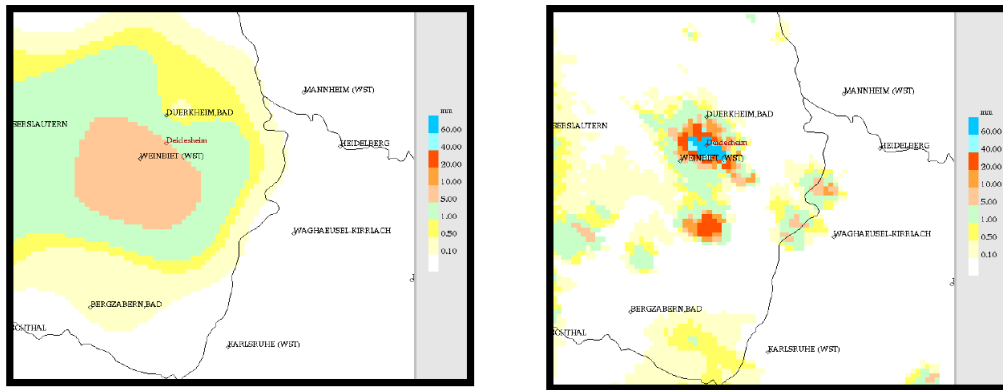 MANNHEIM (WST)
DUERKHEIM,BAD
SERSLAUTERN
Deidesheim
HEIDELBERG
WEINBIET (WST)
WAGHAEUSEL-KIRRLACH
BERGZABERN,BAD
KARLSRUHE (WST)
mm
60.00
40.00
20.00
10.00
5.00
1.00
0.50
0.10
MANNHEIM (WST)
DUERKHEIM,BAD
SERSLAUTERN
Deidesheim
HEIDELBERG
WEINBIET (WST)
WAGHAEUSEL-KIRRLACH
BERGZABERN,BAD
KARLSRUHE (WST)
mm
60.00
40.00
20.00
10.00
5.00
1.00
0.50
0.10